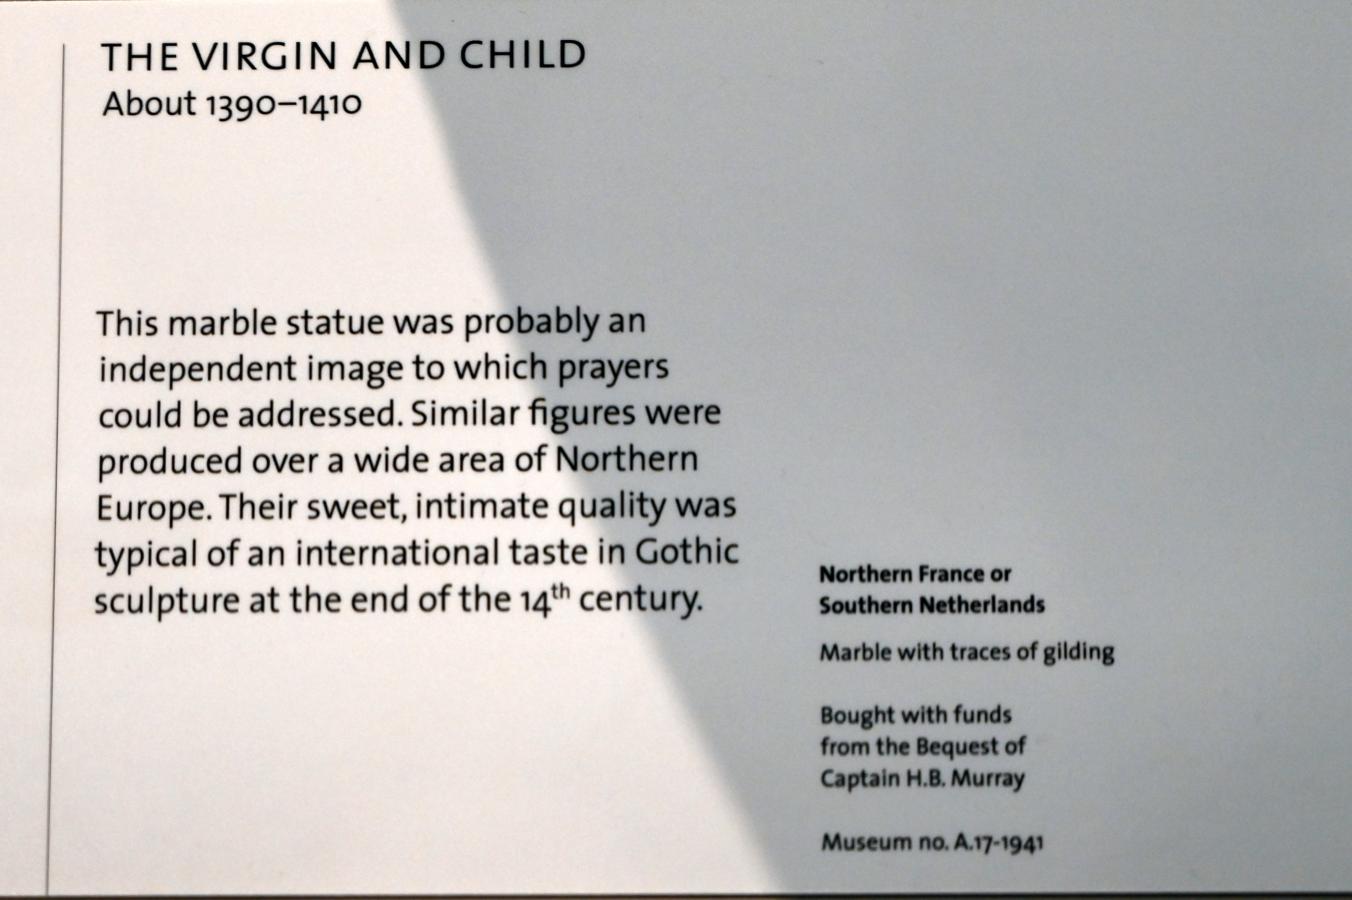 THE VIRGIN AND CHILD
About 1390–1410
This marble statue was probably an
independent image to which prayers
could be addressed. Similar figures were
produced over a wide area of Northern
Europe. Their sweet, intimate quality was
typical of an international taste in Gothic
sculpture at the end of the 14th century.
Northern France or
Southern Netherlands
Marble with traces of gilding
Bought with funds
from the Bequest of
Captain H.B. Murray
Museum no. A.17-1941